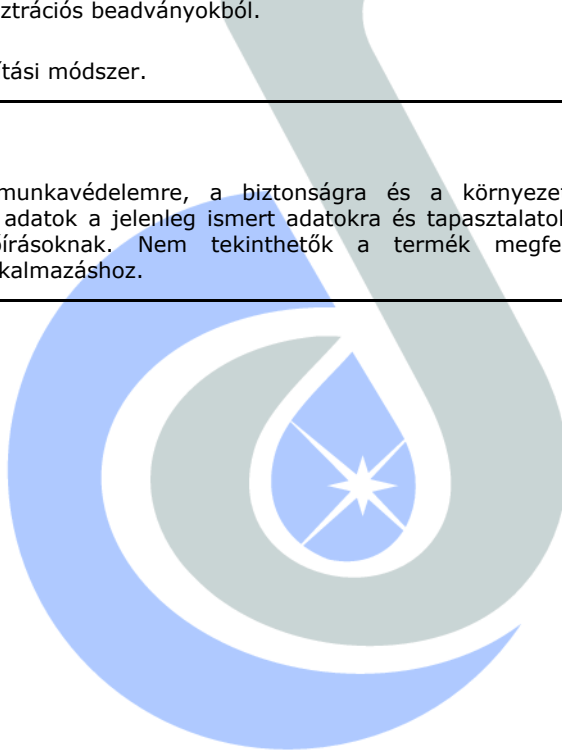 ztrációs beadványokból.
ítási módszer.
munkavédelemre, a biztonságra és a környezet
adatok a jelenleg ismert adatokra és tapasztalatok
írásoknak. Nem tekinthetők a termék megfe
kalmazáshoz.